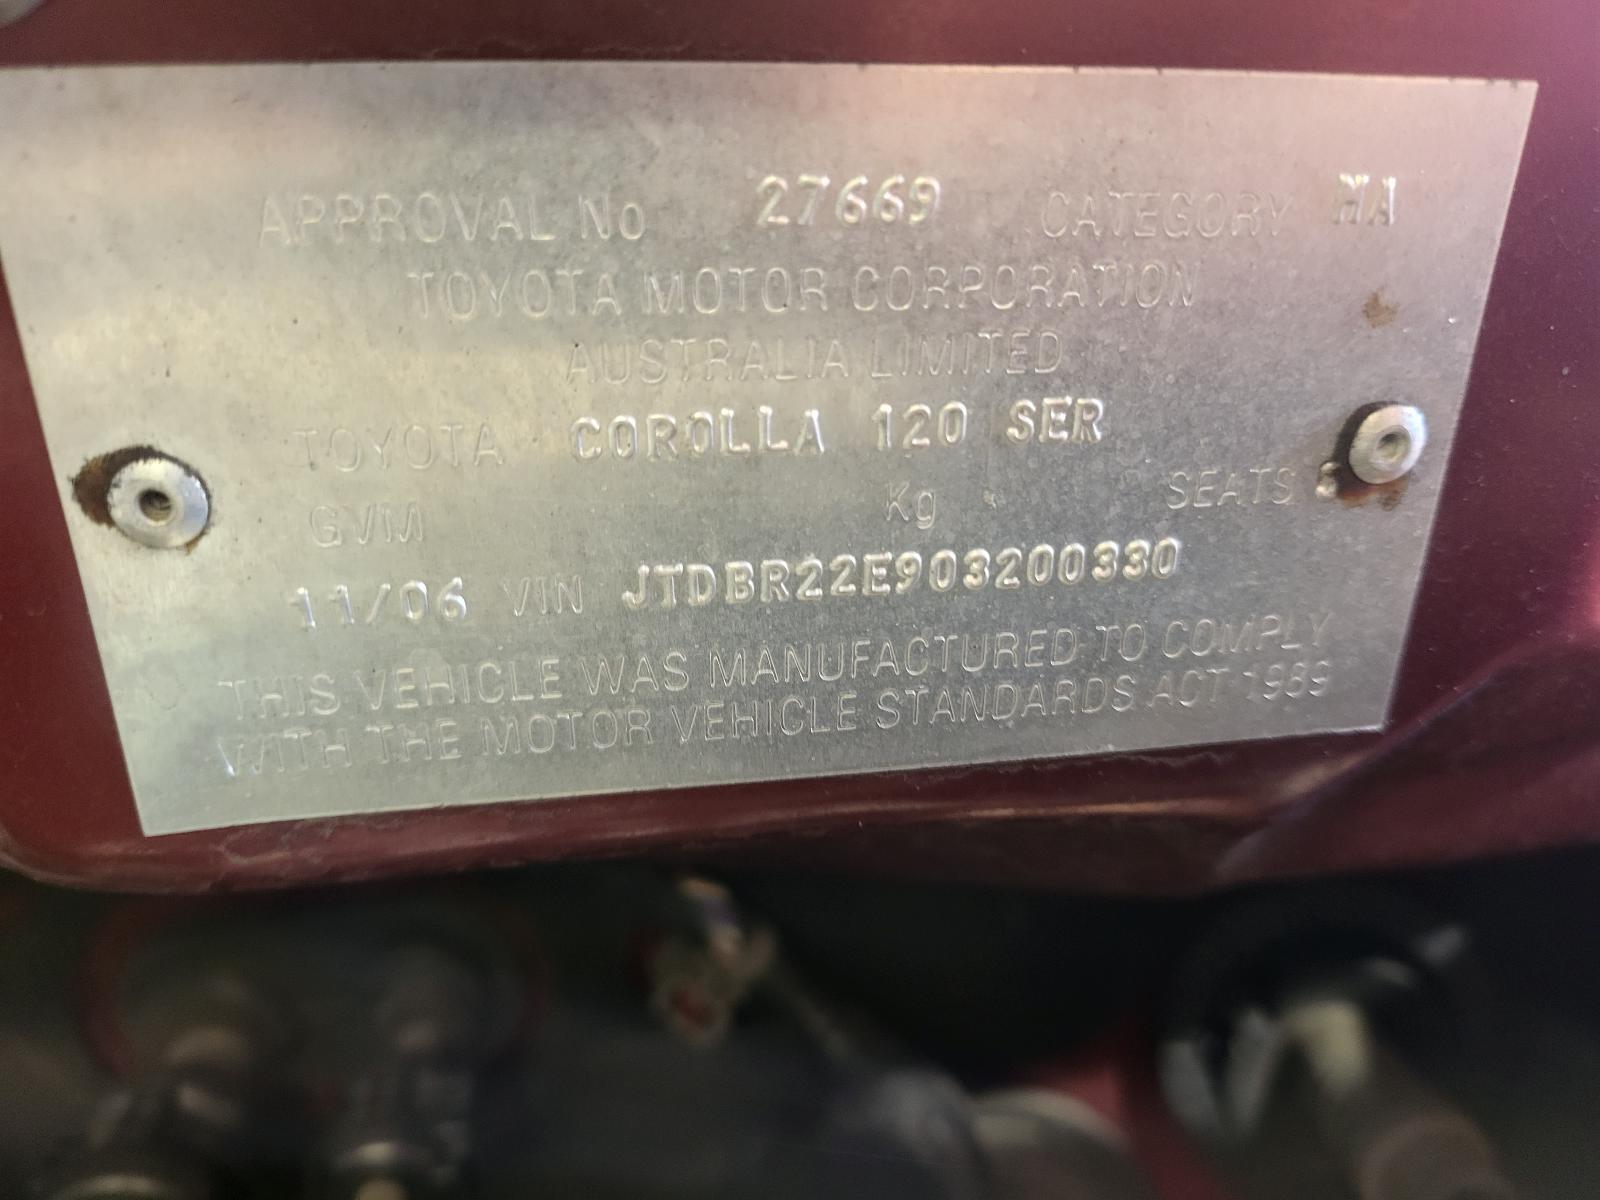 APPROVAL No 27669 CATEGORY MA
TOYOTA MOTOR CORPORATION
AUSTRALIA LIMITED
TOYOTA COROLLA 120 SER
GVM Kg SEATS
11/06 VIN JTDBR22E903200330
THIS VEHICLE WAS MANUFACTURED TO COMPLY
WITH THE MOTOR VEHICLE STANDARDS ACT 1989